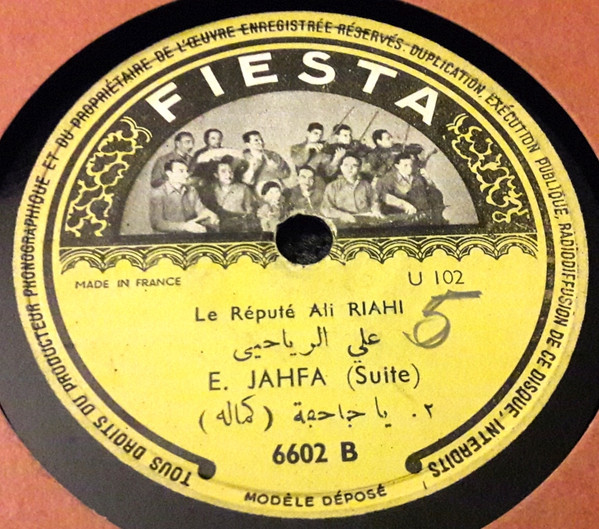 TOUS DROITS DU PRODUCTEUR PHONOGRAPHIQUE ET DU PROPRIÉTAIRE DE L'ŒUVRE ENREGISTRÉE RÉSERVÉS. DUPLICATION, EXÉCUTION PUBLIQUE, RADIODIFFUSION DE CE DISQUE, INTERDITS
FIESTA
MADE IN FRANCE
U 102
Le Réputé Ali RIAHI
5
علي الرياحي
E. JAHFA (Suite)
٢. يا جاحفة (كماله)
6602 B
MODÈLE DÉPOSÉ